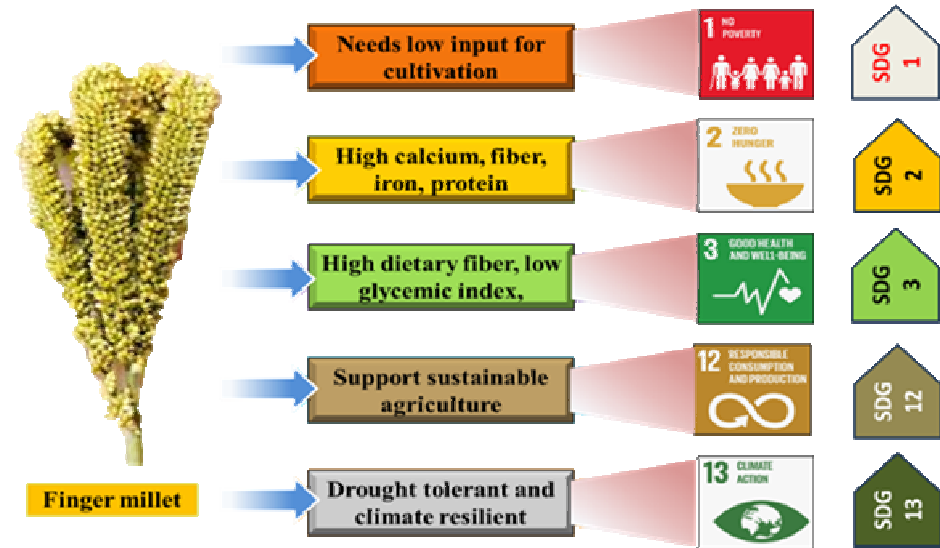 Needs low input for
cultivation
1 NO
POVERTY
SDG
1
High calcium, fiber,
iron, protein
2 ZERO
HUNGER
SDG
2
High dietary fiber, low
glycemic index,
3 GOOD HEALTH
AND WELL-BEING
SDG
3
Support sustainable
agriculture
12 RESPONSIBLE
CONSUMPTION
AND PRODUCTION
SDG
12
Finger millet
Drought tolerant and
climate resilient
13 CLIMATE
ACTION
SDG
13